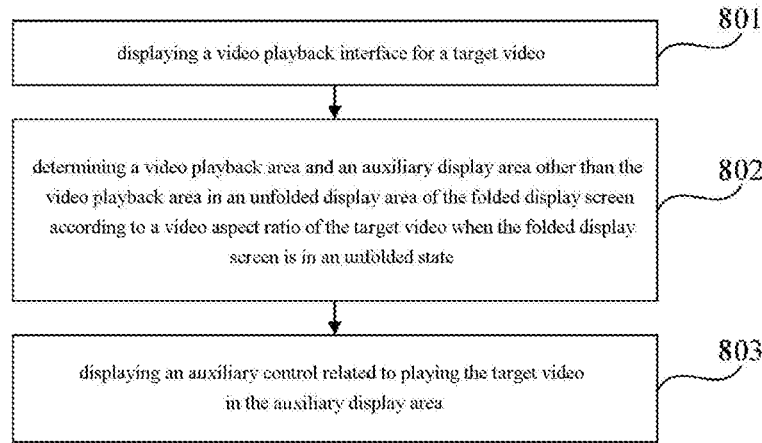 801
displaying a video playback interface for a target video
determining a video playback area and an auxiliary display area other than the
video playback area in an unfolded display area of the folded display screen
according to a video aspect ratio of the target video when the folded display
screen is in an unfolded state
802
displaying an auxiliary control related to playing the target video
in the auxiliary display area
803